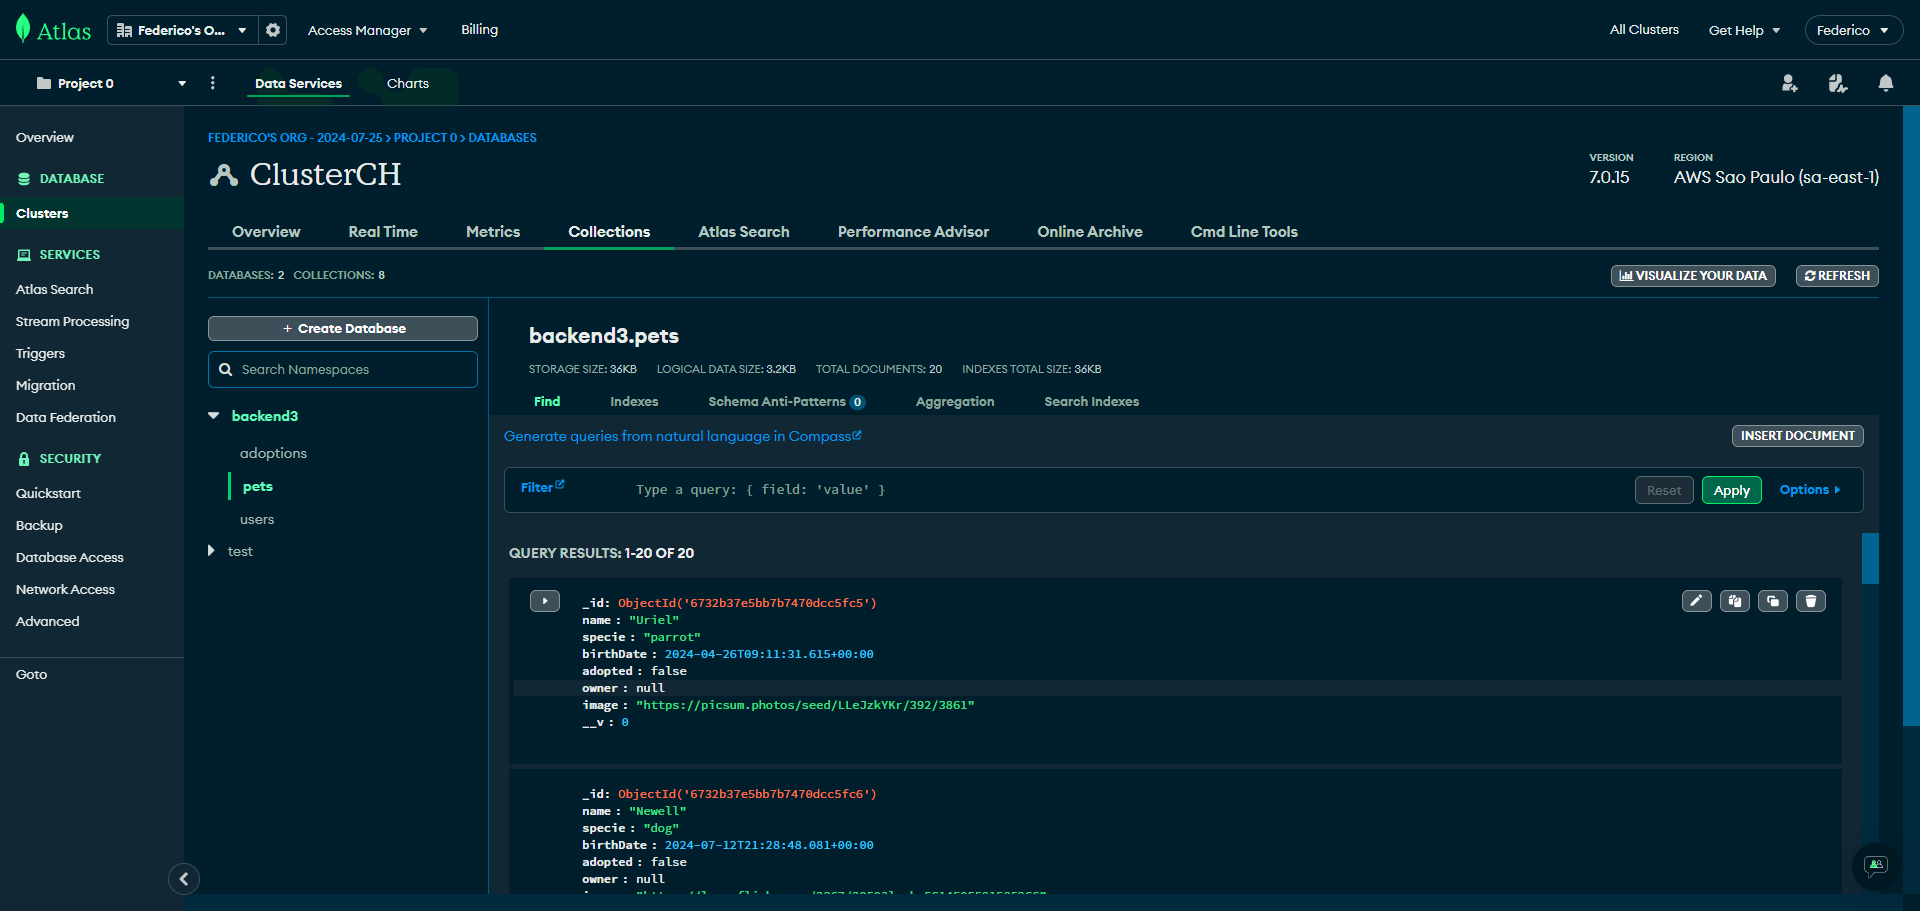 Atlas
Federico's O...
Access Manager
Billing
All Clusters
Get Help
Federico
Project 0
Data Services
Charts
Overview
DATABASE
Clusters
SERVICES
Atlas Search
Stream Processing
Triggers
Migration
Data Federation
SECURITY
Quickstart
Backup
Database Access
Network Access
Advanced
Goto
FEDERICO'S ORG - 2024-07-25 > PROJECT 0 > DATABASES
ClusterCH
VERSION
7.0.15
REGION
AWS Sao Paulo (sa-east-1)
Overview
Real Time
Metrics
Collections
Atlas Search
Performance Advisor
Online Archive
Cmd Line Tools
DATABASES: 2 COLLECTIONS: 8
VISUALIZE YOUR DATA
REFRESH
+ Create Database
Search Namespaces
backend3
adoptions
pets
users
test
backend3.pets
STORAGE SIZE: 36KB LOGICAL DATA SIZE: 3.2KB TOTAL DOCUMENTS: 20 INDEXES TOTAL SIZE: 36KB
Find
Indexes
Schema Anti-Patterns 0
Aggregation
Search Indexes
Generate queries from natural language in Compass
INSERT DOCUMENT
Filter
Type a query: { field: 'value' }
Reset
Apply
Options
QUERY RESULTS: 1-20 OF 20
_id: ObjectId('6732b37e5bb7b7470dcc5fc5')
name: "Uriel"
specie: "parrot"
birthDate: 2024-04-26T09:11:31.615+00:00
adopted: false
owner: null
image: "https://picsum.photos/seed/LLeJzkYKr/392/3861"
__v: 0
_id: ObjectId('6732b37e5bb7b7470dcc5fc6')
name: "Newell"
specie: "dog"
birthDate: 2024-07-12T21:28:48.081+00:00
adopted: false
owner: null